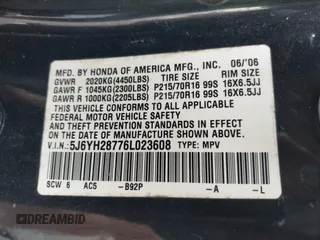 MFD. BY HONDA OF AMERICA MFG., INC. 06/'06
GVWR 2020KG(4450LBS) TIRE SIZE RIM SIZE
GAWR F 1045KG(2300LBS) P215/70R16 99S 16X6.5JJ
GAWR R 1000KG(2205LBS) P215/70R16 99S 16X6.5JJ
THIS VEHICLE CONFORMS TO ALL APPLICABLE
FEDERAL MOTOR VEHICLE SAFETY STANDARDS IN EFFECT
ON THE DATE OF MANUFACTURE SHOWN ABOVE.
V.I.N: 5J6YH28776L023608 TYPE: MPV
SCW 6 AC5 -B92P -A -L
DREAMBID